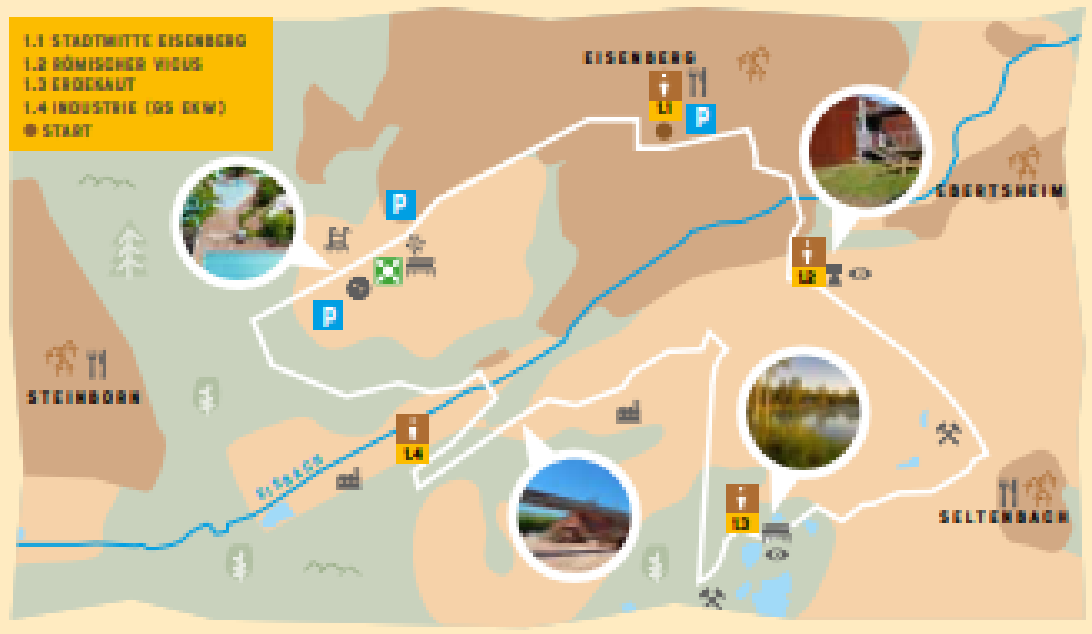 1.1 STADTMITTE EISENBERG
1.2 RÖMISCHER VICUS
1.3 ERDEKAUT
1.4 INDUSTRIE (GS EKW)
START
EISENBERG
1.1
P
EBERTSHEIM
P
1.2
P
STEINBORN
1.4
EISBACH
1.3
SELTENBACH